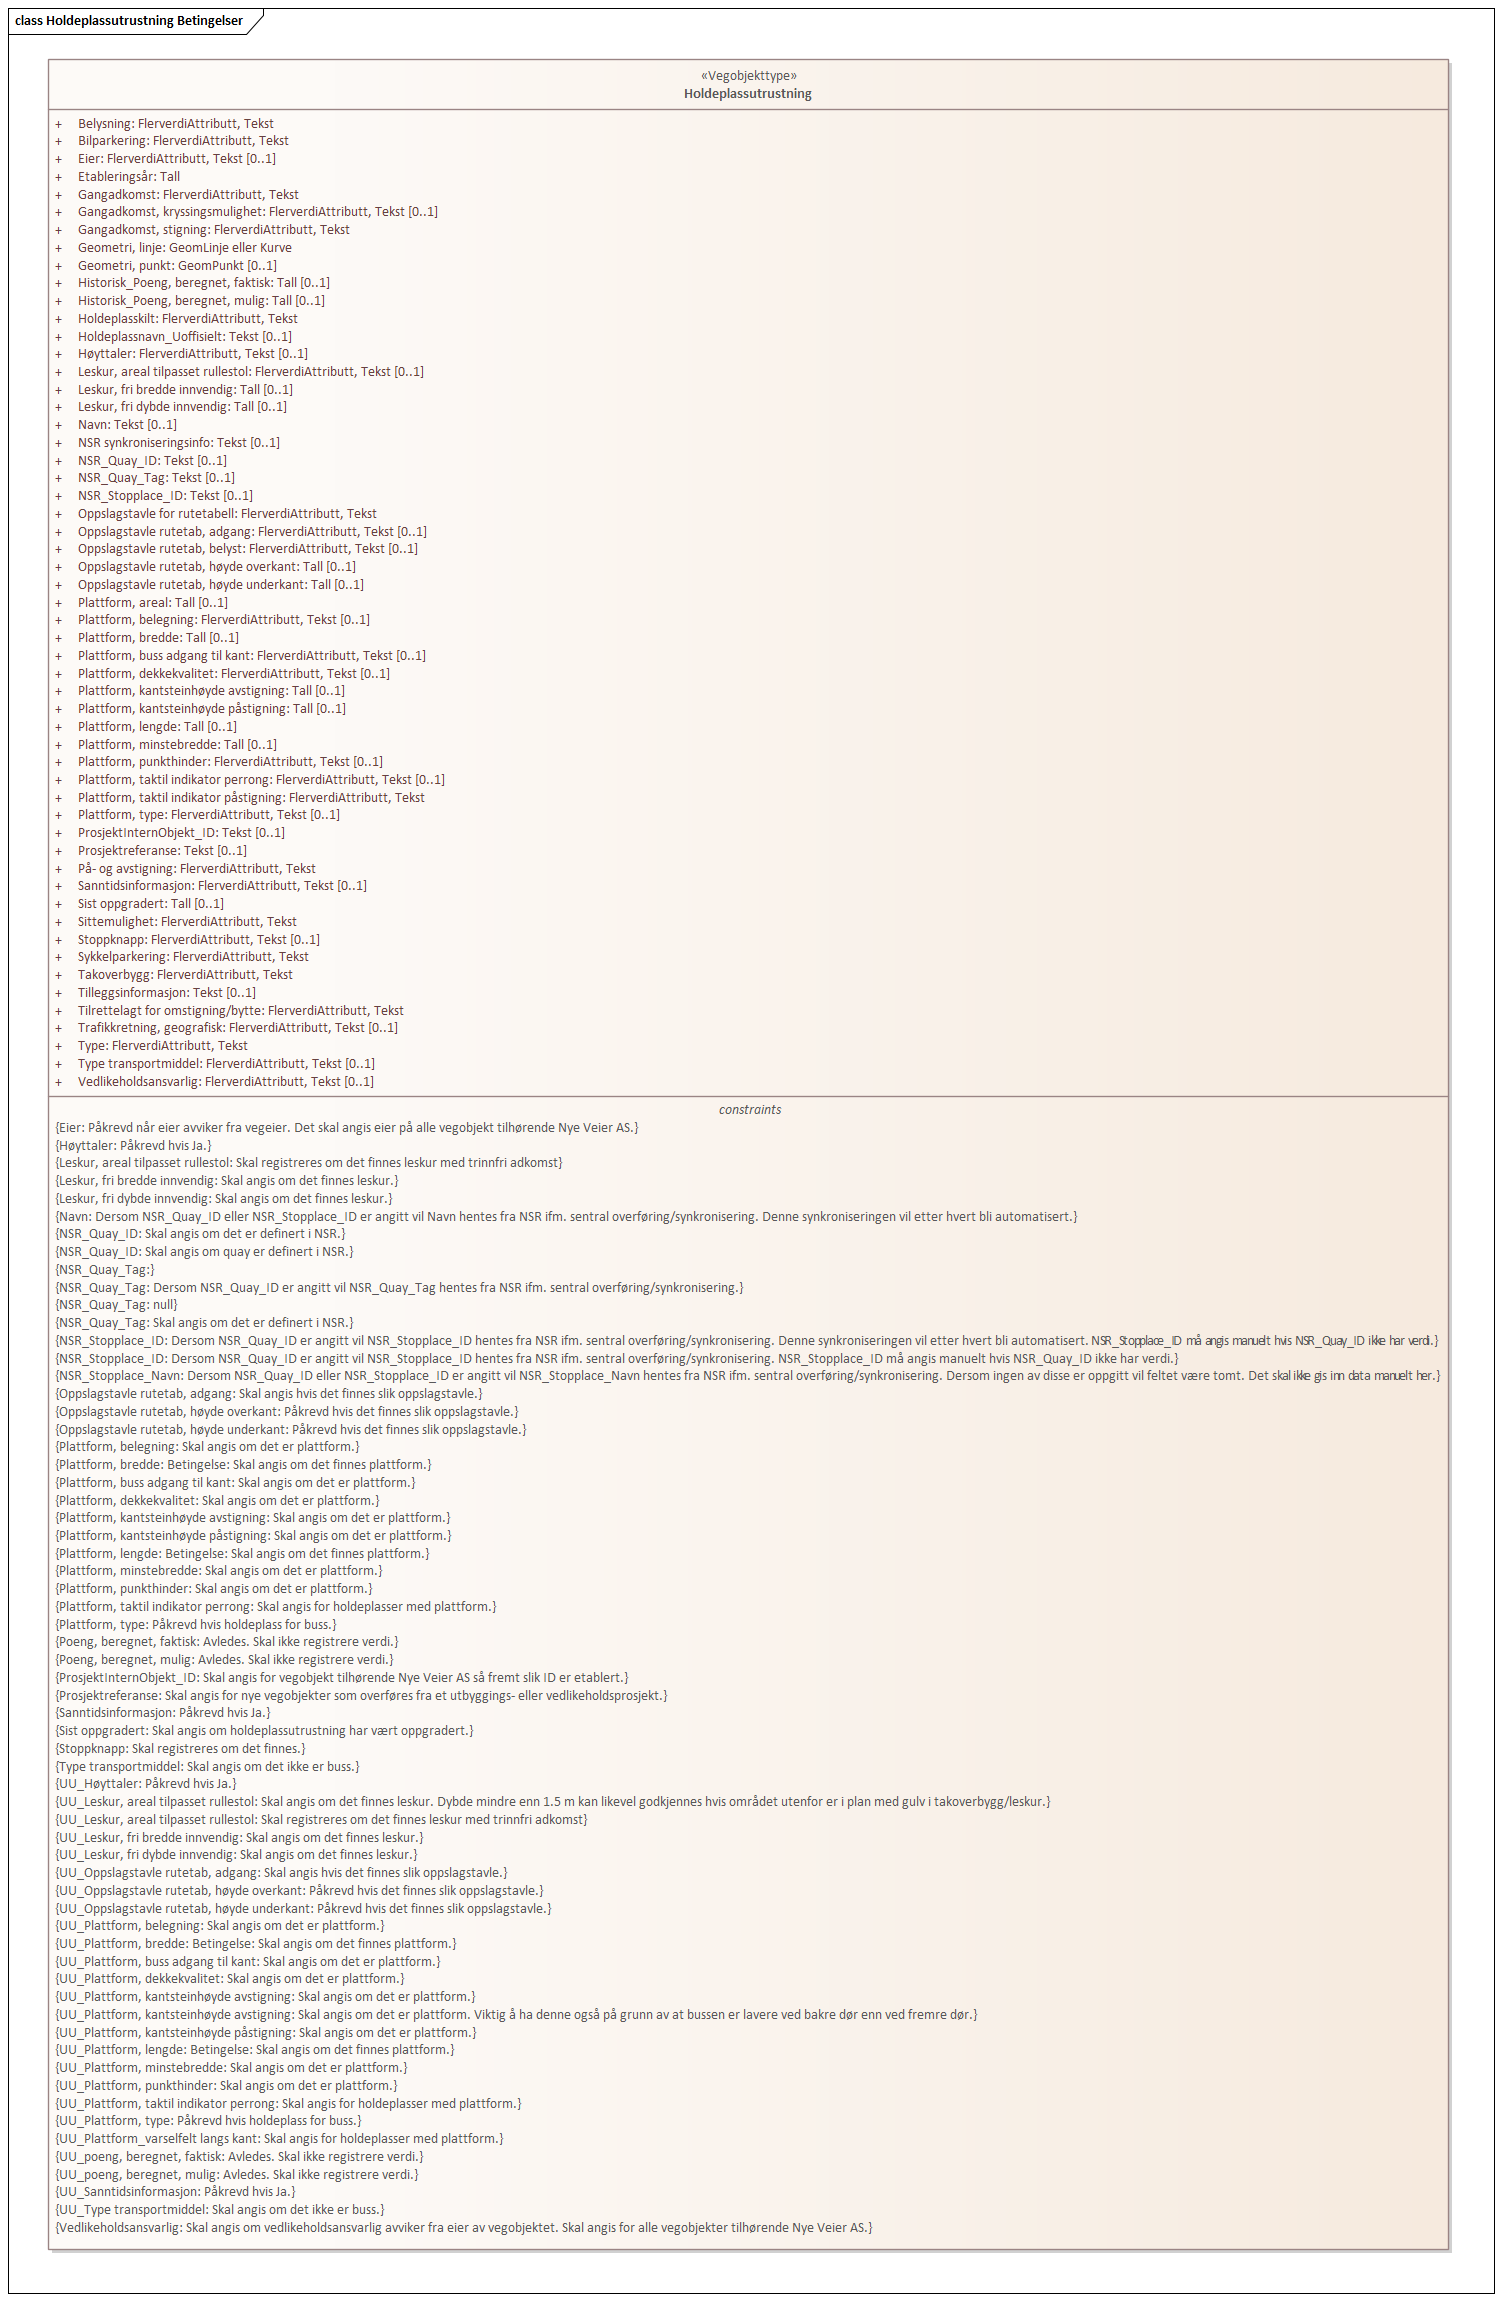 class Holdeplassutrustning Betingelser
«Vegobjekttype»
Holdeplassutrustning
+ Belysning: FlerverdiAttributt, Tekst
+ Bilparkering: FlerverdiAttributt, Tekst
+ Eier: FlerverdiAttributt, Tekst [0..1]
+ Etableringsår: Tall
+ Gangadkomst: FlerverdiAttributt, Tekst
+ Gangadkomst, kryssingsmulighet: FlerverdiAttributt, Tekst [0..1]
+ Gangadkomst, stigning: FlerverdiAttributt, Tekst
+ Geometri, linje: GeomLinje eller Kurve
+ Geometri, punkt: GeomPunkt [0..1]
+ Historisk_Poeng, beregnet, faktisk: Tall [0..1]
+ Historisk_Poeng, beregnet, mulig: Tall [0..1]
+ Holdeplasskilt: FlerverdiAttributt, Tekst
+ Holdeplassnavn_Uoffisielt: Tekst [0..1]
+ Høyttaler: FlerverdiAttributt, Tekst [0..1]
+ Leskur, areal tilpasset rullestol: FlerverdiAttributt, Tekst [0..1]
+ Leskur, fri bredde innvendig: Tall [0..1]
+ Leskur, fri dybde innvendig: Tall [0..1]
+ Navn: Tekst [0..1]
+ NSR synkroniseringsinfo: Tekst [0..1]
+ NSR_Quay_ID: Tekst [0..1]
+ NSR_Quay_Tag: Tekst [0..1]
+ NSR_Stopplace_ID: Tekst [0..1]
+ Oppslagstavle for rutetabell: FlerverdiAttributt, Tekst
+ Oppslagstavle rutetab, adgang: FlerverdiAttributt, Tekst [0..1]
+ Oppslagstavle rutetab, belyst: FlerverdiAttributt, Tekst [0..1]
+ Oppslagstavle rutetab, høyde overkant: Tall [0..1]
+ Oppslagstavle rutetab, høyde underkant: Tall [0..1]
+ Plattform, areal: Tall [0..1]
+ Plattform, belegning: FlerverdiAttributt, Tekst [0..1]
+ Plattform, bredde: Tall [0..1]
+ Plattform, buss adgang til kant: FlerverdiAttributt, Tekst [0..1]
+ Plattform, dekkekvalitet: FlerverdiAttributt, Tekst [0..1]
+ Plattform, kantsteinhøyde avstigning: Tall [0..1]
+ Plattform, kantsteinhøyde påstigning: Tall [0..1]
+ Plattform, lengde: Tall [0..1]
+ Plattform, minstebredde: Tall [0..1]
+ Plattform, punkthinder: FlerverdiAttributt, Tekst [0..1]
+ Plattform, taktil indikator perrong: FlerverdiAttributt, Tekst [0..1]
+ Plattform, taktil indikator påstigning: FlerverdiAttributt, Tekst
+ Plattform, type: FlerverdiAttributt, Tekst [0..1]
+ ProsjektInternObjekt_ID: Tekst [0..1]
+ Prosjektreferanse: Tekst [0..1]
+ På- og avstigning: FlerverdiAttributt, Tekst
+ Sanntidsinformasjon: FlerverdiAttributt, Tekst [0..1]
+ Sist oppgradert: Tall [0..1]
+ Sittemulighet: FlerverdiAttributt, Tekst
+ Stoppknapp: FlerverdiAttributt, Tekst [0..1]
+ Sykkelparkering: FlerverdiAttributt, Tekst
+ Takoverbygg: FlerverdiAttributt, Tekst
+ Tilleggsinformasjon: Tekst [0..1]
+ Tilrettelagt for omstigning/bytte: FlerverdiAttributt, Tekst
+ Trafikkretning, geografisk: FlerverdiAttributt, Tekst [0..1]
+ Type: FlerverdiAttributt, Tekst
+ Type transportmiddel: FlerverdiAttributt, Tekst [0..1]
+ Vedlikeholdsansvarlig: FlerverdiAttributt, Tekst [0..1]
constraints
{Eier: Påkrevd når eier avviker fra vegeier. Det skal angis eier på alle vegobjekt tilhørende Nye Veier AS.}
{Høyttaler: Påkrevd hvis Ja.}
{Leskur, areal tilpasset rullestol: Skal registreres om det finnes leskur med trinnfri adkomst}
{Leskur, fri bredde innvendig: Skal angis om det finnes leskur.}
{Leskur, fri dybde innvendig: Skal angis om det finnes leskur.}
{Navn: Dersom NSR_Quay_ID eller NSR_Stopplace_ID er angitt vil Navn hentes fra NSR ifm. sentral overføring/synkronisering. Denne synkroniseringen vil etter hvert bli automatisert.}
{NSR_Quay_ID: Skal angis om det er definert i NSR.}
{NSR_Quay_ID: Skal angis om quay er definert i NSR.}
{NSR_Quay_Tag:}
{NSR_Quay_Tag: Dersom NSR_Quay_ID er angitt vil NSR_Quay_Tag hentes fra NSR ifm. sentral overføring/synkronisering.}
{NSR_Quay_Tag: null}
{NSR_Quay_Tag: Skal angis om det er definert i NSR.}
{NSR_Stopplace_ID: Dersom NSR_Quay_ID er angitt vil NSR_Stopplace_ID hentes fra NSR ifm. sentral overføring/synkronisering. Denne synkroniseringen vil etter hvert bli automatisert. NSR_Stopplace_ID må angis manuelt hvis NSR_Quay_ID ikke har verdi.}
{NSR_Stopplace_ID: Dersom NSR_Quay_ID er angitt vil NSR_Stopplace_ID hentes fra NSR ifm. sentral overføring/synkronisering. NSR_Stopplace_ID må angis manuelt hvis NSR_Quay_ID ikke har verdi.}
{NSR_Stopplace_Navn: Dersom NSR_Quay_ID eller NSR_Stopplace_ID er angitt vil NSR_Stopplace_Navn hentes fra NSR ifm. sentral overføring/synkronisering. Dersom ingen av disse er oppgitt vil feltet være tomt. Det skal ikke gis inn data manuelt her.}
{Oppslagstavle rutetab, adgang: Skal angis hvis det finnes slik oppslagstavle.}
{Oppslagstavle rutetab, høyde overkant: Påkrevd hvis det finnes slik oppslagstavle.}
{Oppslagstavle rutetab, høyde underkant: Påkrevd hvis det finnes slik oppslagstavle.}
{Plattform, belegning: Skal angis om det er plattform.}
{Plattform, bredde: Betingelse: Skal angis om det finnes plattform.}
{Plattform, buss adgang til kant: Skal angis om det er plattform.}
{Plattform, dekkekvalitet: Skal angis om det er plattform.}
{Plattform, kantsteinhøyde avstigning: Skal angis om det er plattform.}
{Plattform, kantsteinhøyde påstigning: Skal angis om det er plattform.}
{Plattform, lengde: Betingelse: Skal angis om det finnes plattform.}
{Plattform, minstebredde: Skal angis om det er plattform.}
{Plattform, punkthinder: Skal angis om det er plattform.}
{Plattform, taktil indikator perrong: Skal angis for holdeplasser med plattform.}
{Plattform, type: Påkrevd hvis holdeplass for buss.}
{Poeng, beregnet, faktisk: Avledes. Skal ikke registrere verdi.}
{Poeng, beregnet, mulig: Avledes. Skal ikke registrere verdi.}
{ProsjektInternObjekt_ID: Skal angis for vegobjekt tilhørende Nye Veier AS så fremt slik ID er etablert.}
{Prosjektreferanse: Skal angis for nye vegobjekter som overføres fra et utbyggings- eller vedlikeholdsprosjekt.}
{Sanntidsinformasjon: Påkrevd hvis Ja.}
{Sist oppgradert: Skal angis om holdeplassutrustning har vært oppgradert.}
{Stoppknapp: Skal registreres om det finnes.}
{Type transportmiddel: Skal angis om det ikke er buss.}
{UU_Høyttaler: Påkrevd hvis Ja.}
{UU_Leskur, areal tilpasset rullestol: Skal angis om det finnes leskur. Dybde mindre enn 1.5 m kan likevel godkjennes hvis området utenfor er i plan med gulv i takoverbygg/leskur.}
{UU_Leskur, areal tilpasset rullestol: Skal registreres om det finnes leskur med trinnfri adkomst}
{UU_Leskur, fri bredde innvendig: Skal angis om det finnes leskur.}
{UU_Leskur, fri dybde innvendig: Skal angis om det finnes leskur.}
{UU_Oppslagstavle rutetab, adgang: Skal angis hvis det finnes slik oppslagstavle.}
{UU_Oppslagstavle rutetab, høyde overkant: Påkrevd hvis det finnes slik oppslagstavle.}
{UU_Oppslagstavle rutetab, høyde underkant: Påkrevd hvis det finnes slik oppslagstavle.}
{UU_Plattform, belegning: Skal angis om det er plattform.}
{UU_Plattform, bredde: Betingelse: Skal angis om det finnes plattform.}
{UU_Plattform, buss adgang til kant: Skal angis om det er plattform.}
{UU_Plattform, dekkekvalitet: Skal angis om det er plattform.}
{UU_Plattform, kantsteinhøyde avstigning: Skal angis om det er plattform.}
{UU_Plattform, kantsteinhøyde avstigning: Skal angis om det er plattform. Viktig å ha denne også på grunn av at bussen er lavere ved bakre dør enn ved fremre dør.}
{UU_Plattform, kantsteinhøyde påstigning: Skal angis om det er plattform.}
{UU_Plattform, lengde: Betingelse: Skal angis om det finnes plattform.}
{UU_Plattform, minstebredde: Skal angis om det er plattform.}
{UU_Plattform, punkthinder: Skal angis om det er plattform.}
{UU_Plattform, taktil indikator perrong: Skal angis for holdeplasser med plattform.}
{UU_Plattform, type: Påkrevd hvis holdeplass for buss.}
{UU_Plattform_varselfelt langs kant: Skal angis for holdeplasser med plattform.}
{UU_poeng, beregnet, faktisk: Avledes. Skal ikke registrere verdi.}
{UU_poeng, beregnet, mulig: Avledes. Skal ikke registrere verdi.}
{UU_Sanntidsinformasjon: Påkrevd hvis Ja.}
{UU_Type transportmiddel: Skal angis om det ikke er buss.}
{Vedlikeholdsansvarlig: Skal angis om vedlikeholdsansvarlig avviker fra eier av vegobjektet. Skal angis for alle vegobjekter tilhørende Nye Veier AS.}